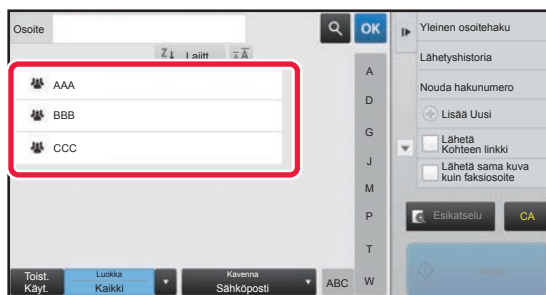 Osoite
OK
Z Lajitt. A
AAA
BBB
CCC
A
D
G
J
M
P
T
W
ABC
Toist. Käyt.
Luokka
Kaikki
Kavenna
Sähköposti
Yleinen osoitehaku
Lähetyshistoria
Nouda hakunumero
Lisää Uusi
Lähetä
Kohteen linkki
Lähetä sama kuva
kuin faksiosoite
Esikatselu
CA